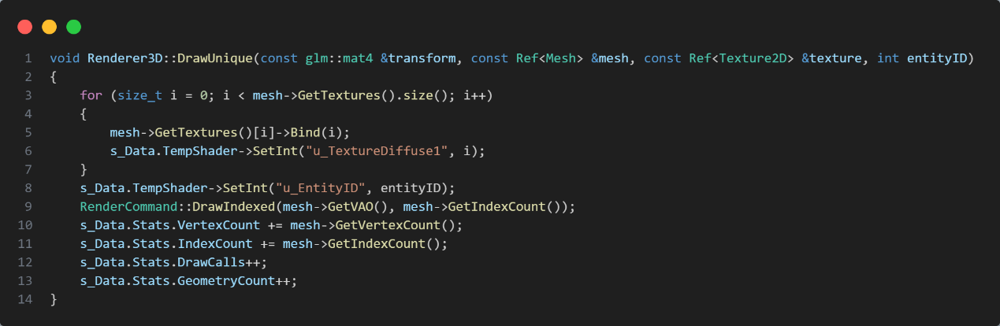 1 void Renderer3D::DrawUnique(const glm::mat4 &transform, const Ref<Mesh> &mesh, const Ref<Texture2D> &texture, int entityID)
2 {
3     for (size_t i = 0; i < mesh->GetTextures().size(); i++)
4     {
5         mesh->GetTextures()[i]->Bind(i);
6         s_Data.TempShader->SetInt("u_TextureDiffuse1", i);
7     }
8     s_Data.TempShader->SetInt("u_EntityID", entityID);
9     RenderCommand::DrawIndexed(mesh->GetVAO(), mesh->GetIndexCount());
10     s_Data.Stats.VertexCount += mesh->GetVertexCount();
11     s_Data.Stats.IndexCount += mesh->GetIndexCount();
12     s_Data.Stats.DrawCalls++;
13     s_Data.Stats.GeometryCount++;
14 }